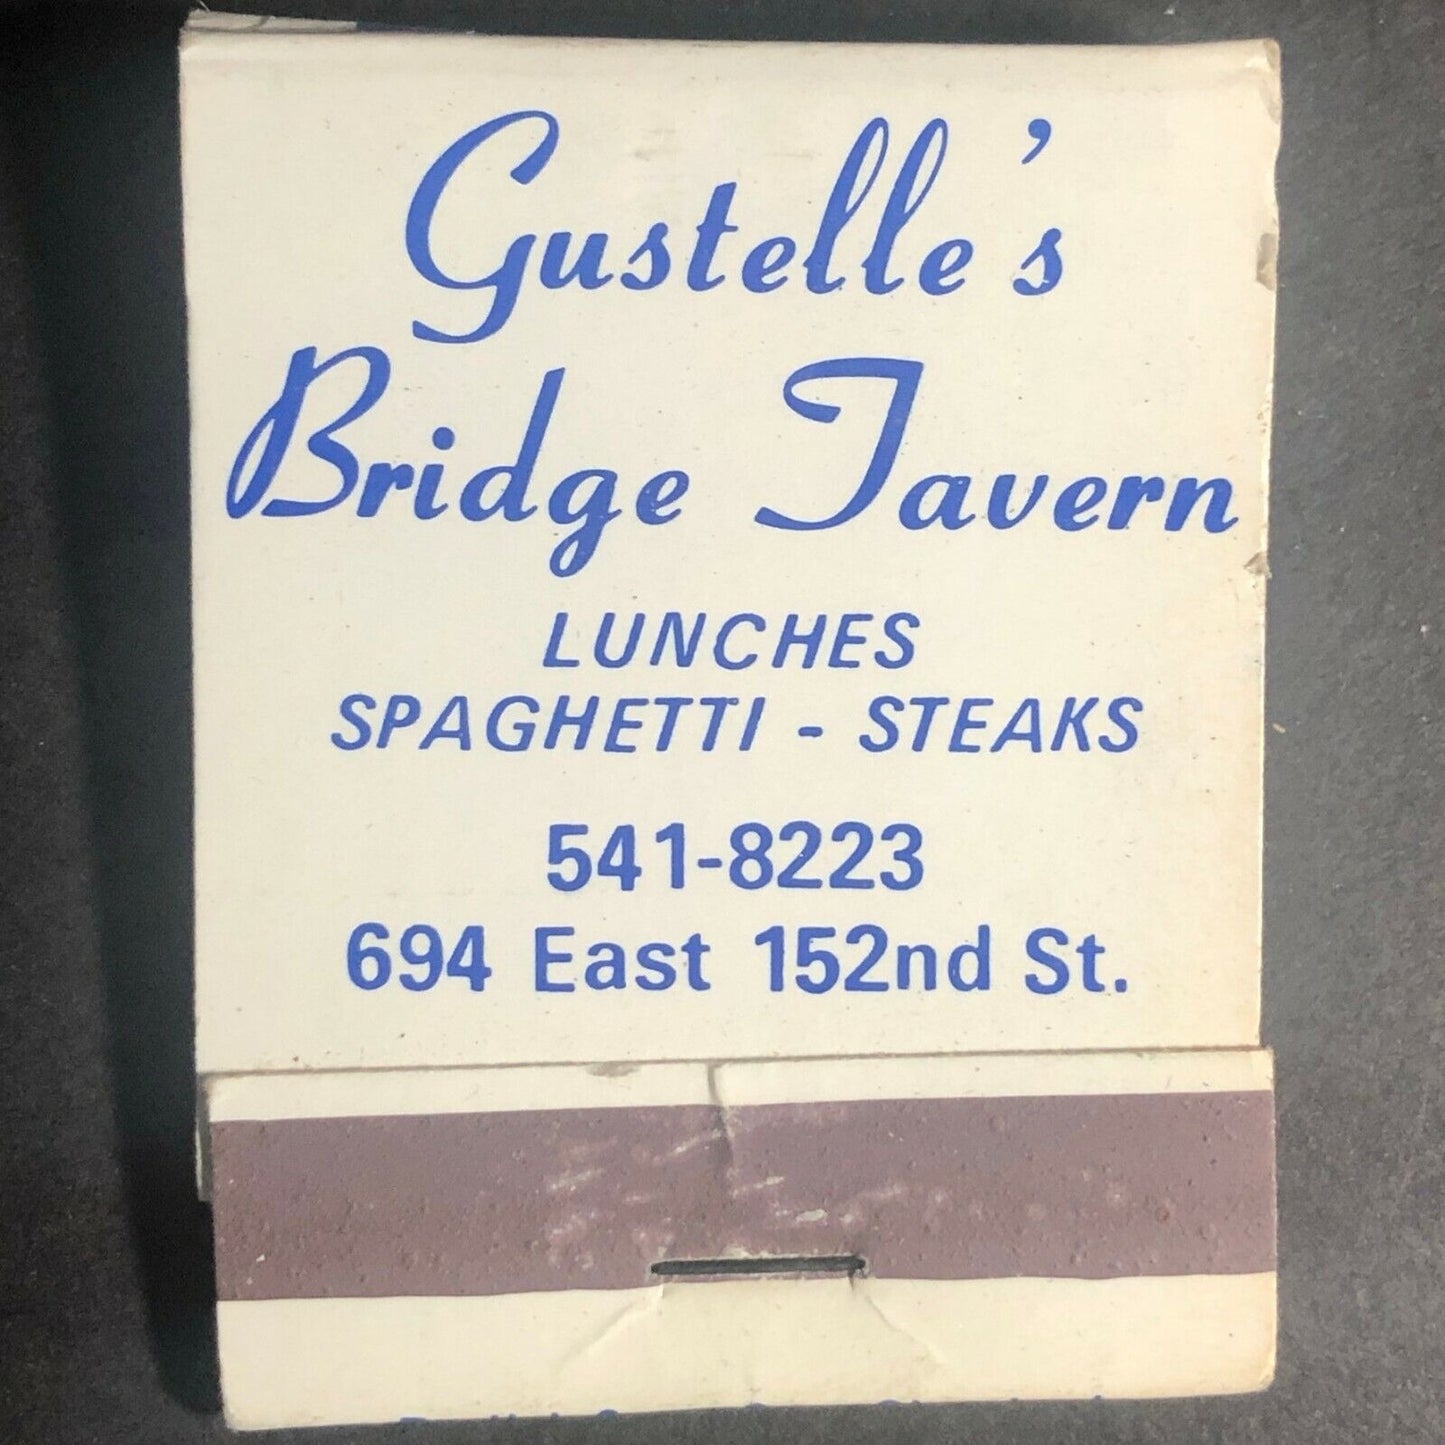 Gustelle's
Bridge Tavern
LUNCHES
SPAGHETTI - STEAKS
541-8223
694 East 152nd St.